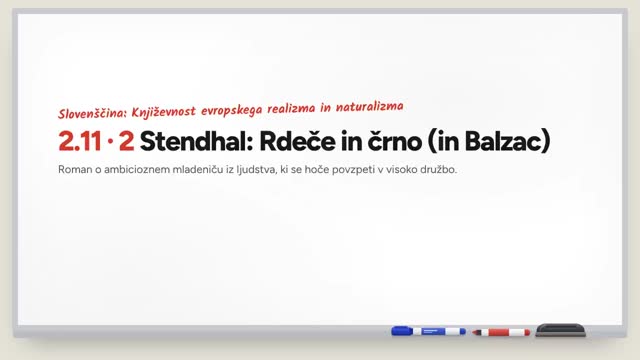 Slovenščina: Književnost evropskega realizma in naturalizma
2.11 · 2 Stendhal: Rdeče in črno (in Balzac)
Roman o ambicioznem mladeniču iz ljudstva, ki se hoče povzpeti v visoko družbo.